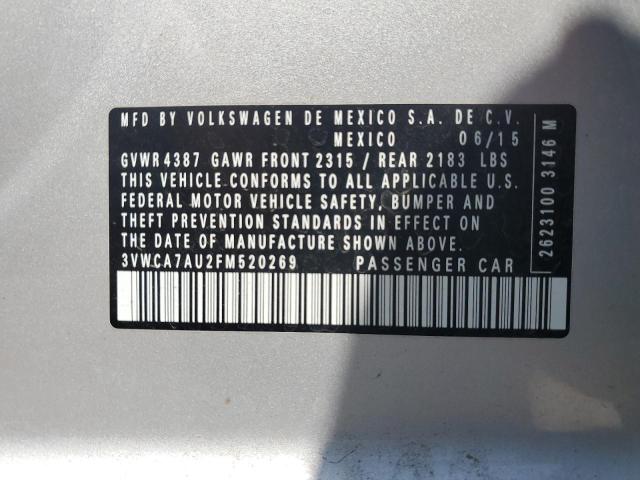 MFD BY VOLKSWAGEN DE MEXICO S.A. DE C.V.
MEXICO 06/15
GVWR 4387 GAWR FRONT 2315 / REAR 2183 LBS
THIS VEHICLE CONFORMS TO ALL APPLICABLE U.S.
FEDERAL MOTOR VEHICLE SAFETY, BUMPER AND
THEFT PREVENTION STANDARDS IN EFFECT ON
THE DATE OF MANUFACTURE SHOWN ABOVE.
3VWCA7AU2FM520269 PASSENGER CAR
2623100 3146 M